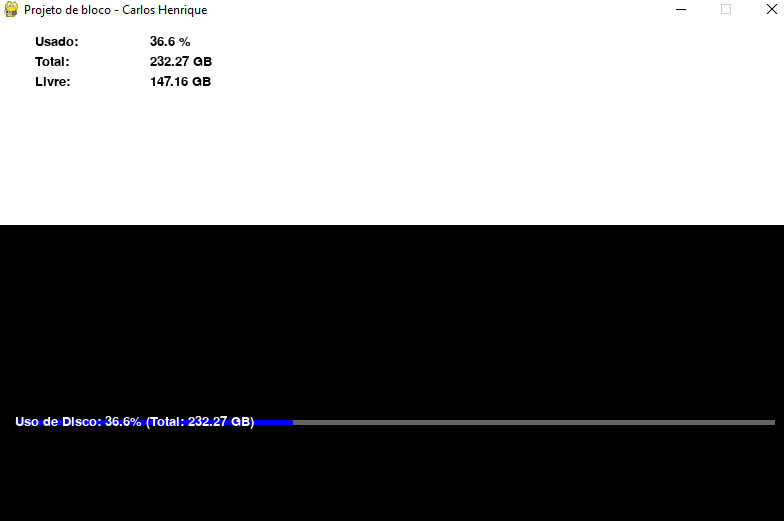 Projeto de bloco - Carlos Henrique
Usado: 36.6 %
Total: 232.27 GB
Livre: 147.16 GB
Uso de Disco: 36.6% (Total: 232.27 GB)